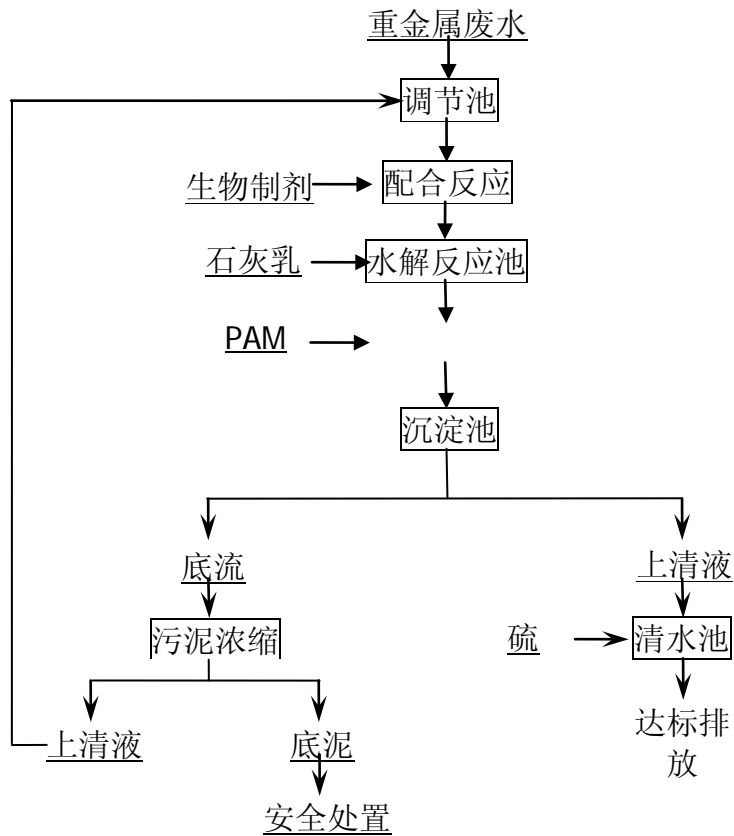 重金属废水
调节池
生物制剂
配合反应
石灰乳
水解反应池
PAM
沉淀池
底流
上清液
污泥浓缩
硫
清水池
上清液
底泥
达标排
放
安全处置